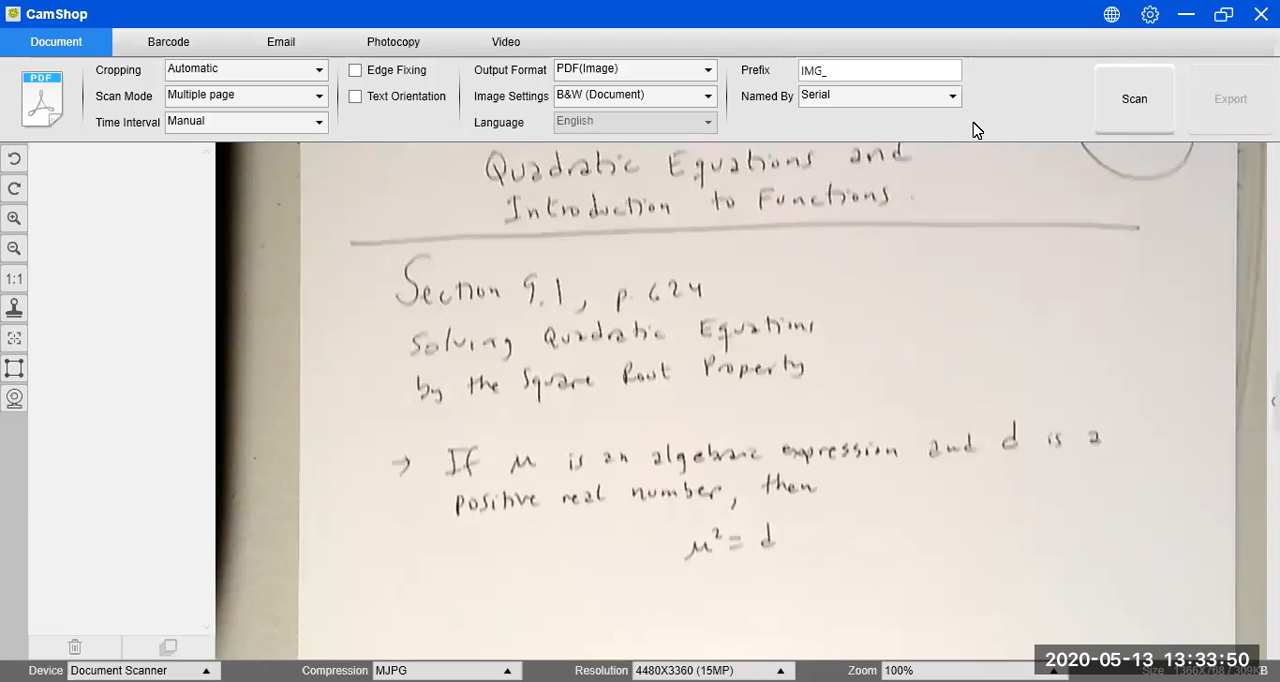 CamShop
Document
Barcode
Email
Photocopy
Video
PDF
Cropping
Automatic
Scan Mode
Multiple page
Time Interval
Manual
Edge Fixing
Text Orientation
Output Format
PDF(Image)
Image Settings
B&W (Document)
Language
English
Prefix
IMG_
Named By
Serial
Scan
Export
1:1
Quadratic Equations and
Introduction to Functions.
Section 9.1, p. 624
Solving Quadratic Equations
by the Square Root Property
→ If u is an algebraic expression and d is a
positive real number, then
u² = d
Device
Document Scanner
Compression
MJPG
Resolution
4480X3360 (15MP)
Zoom
100%
2020-05-13 13:33:50